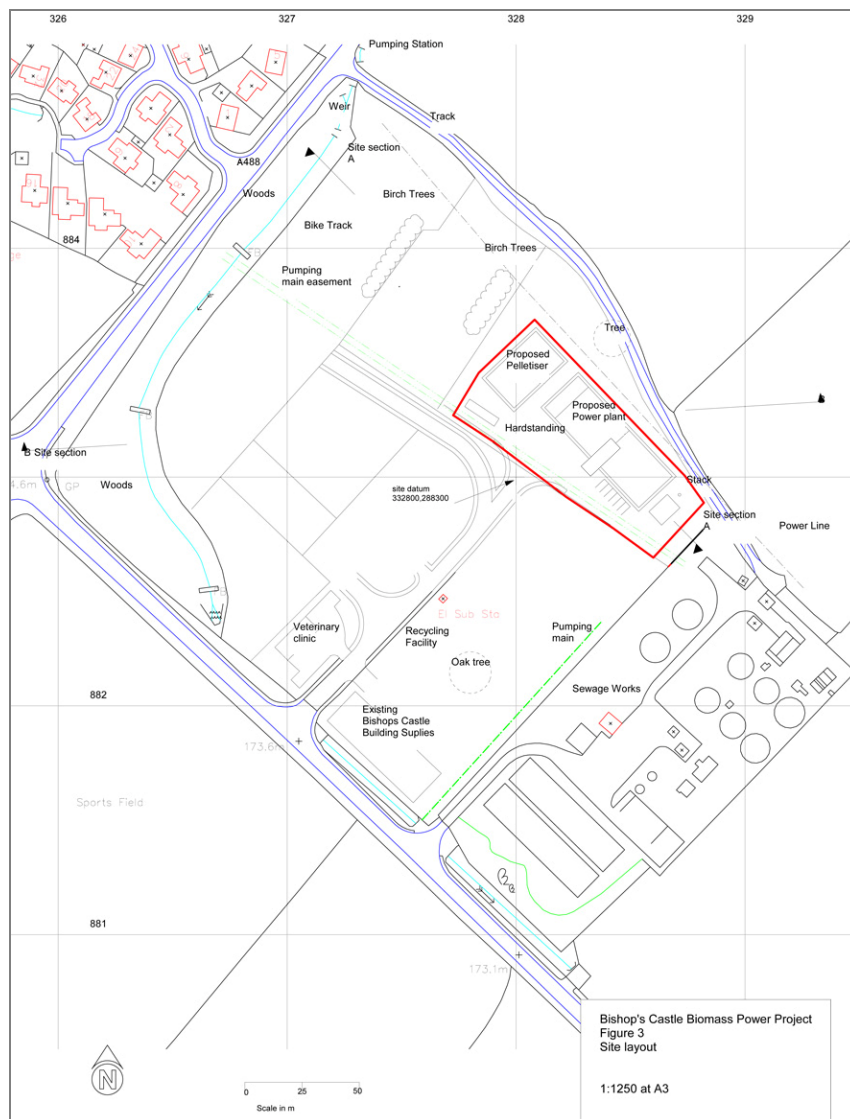 326
327
328
329
Pumping Station
Weir
Track
Site section
A
A488
Woods
Birch Trees
Bike Track
884
FB
Birch Trees
Pumping
main easement
Tree
Proposed
Pelletiser
Proposed
Power plant
Hardstanding
B Site section
Woods
GP
site datum
332800,288300
Stack
Site section
A
Power Line
El Sub Sta
Veterinary
clinic
Recycling
Facility
Pumping
main
Oak tree
Sewage Works
882
Existing
Bishops Castle
Building Suplies
173.6m
Sports Field
881
173.1m
Bishop's Castle Biomass Power Project
Figure 3
Site layout
1:1250 at A3
N
0 25 50
Scale in m